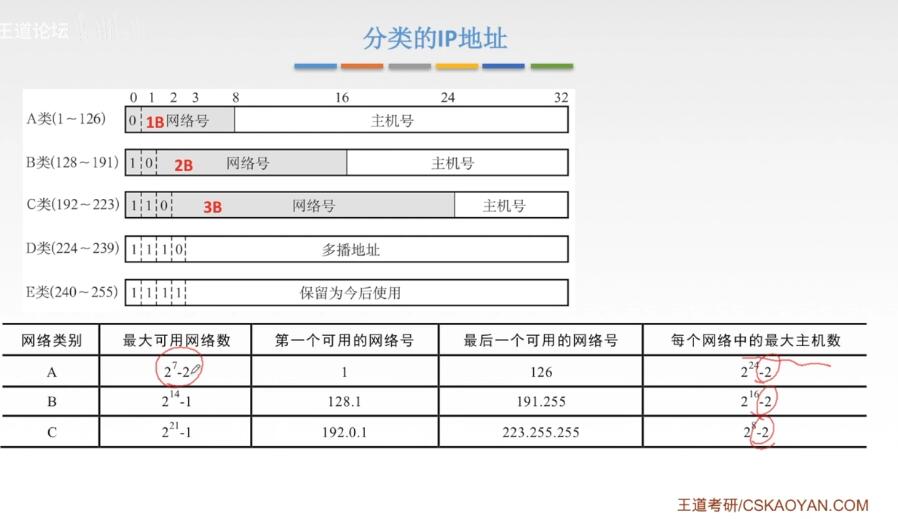 王道论坛
分类的IP地址
0 1 2 3 8 16 24 32
A类(1～126) 0 1B 网络号 主机号
B类(128～191) 1 0 2B 网络号 主机号
C类(192～223) 1 1 0 3B 网络号 主机号
D类(224～239) 1 1 1 0 多播地址
E类(240～255) 1 1 1 1 保留为今后使用
网络类别 最大可用网络数 第一个可用的网络号 最后一个可用的网络号 每个网络中的最大主机数
A 2^7-2 1 126 2^24-2
B 2^14-1 128.1 191.255 2^16-2
C 2^21-1 192.0.1 223.255.255 2^8-2
王道考研/CSKAOYAN.COM